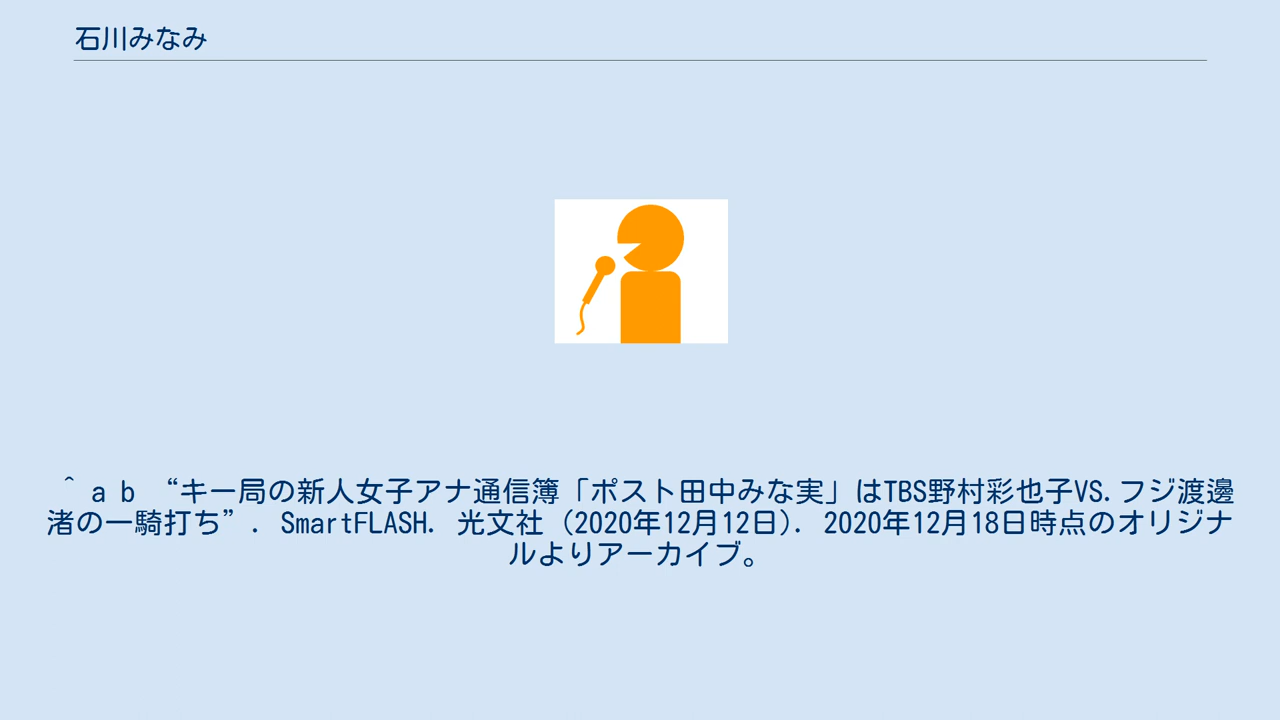 石川みなみ
^ a b “キー局の新人女子アナ通信簿「ポスト田中みな実」はTBS野村彩也子VS.フジ渡邊
渚の一騎打ち”. SmartFLASH. 光文社 (2020年12月12日). 2020年12月18日時点のオリジナ
ルよりアーカイブ。